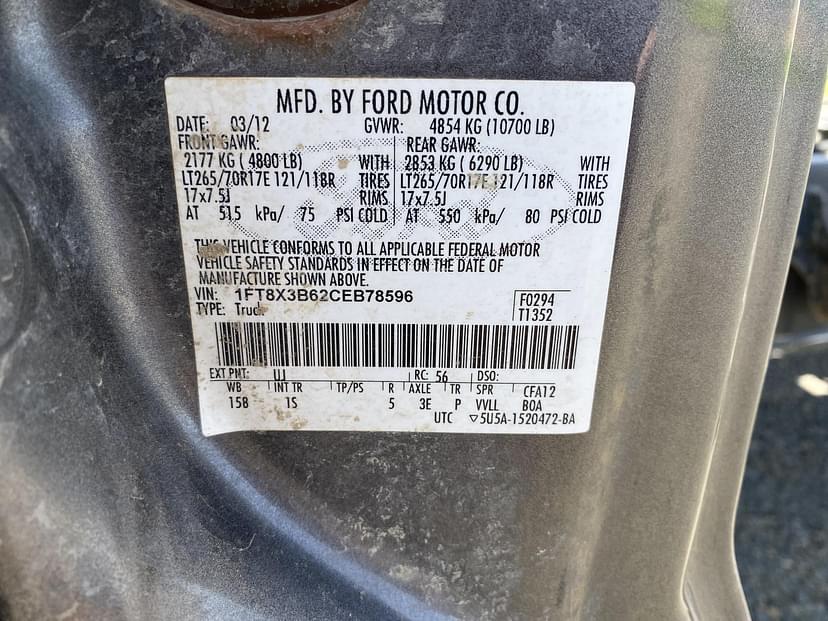 MFD. BY FORD MOTOR CO.
DATE: 03/12 GVWR: 4854 KG (10700 LB)
FRONT GAWR: REAR GAWR:
2177 KG ( 4800 LB) WITH 2853 KG ( 6290 LB) WITH
LT265/70R17E 121/118R TIRES LT265/70R17E 121/118R TIRES
17x7.5J RIMS 17x7.5J RIMS
AT 515 kPa/ 75 PSI COLD AT 550 kPa/ 80 PSI COLD
THIS VEHICLE CONFORMS TO ALL APPLICABLE FEDERAL MOTOR
VEHICLE SAFETY STANDARDS IN EFFECT ON THE DATE OF
MANUFACTURE SHOWN ABOVE.
VIN: 1FT8X3B62CEB78596 F0294
TYPE: Truck T1352
EXT PNT: UJ RC: 56 DSO:
WB INT TR TP/PS R AXLE TR SPR CFA12
158 1S 5 3E P VVLL BOA
UTC ▽5U5A-1520472-BA